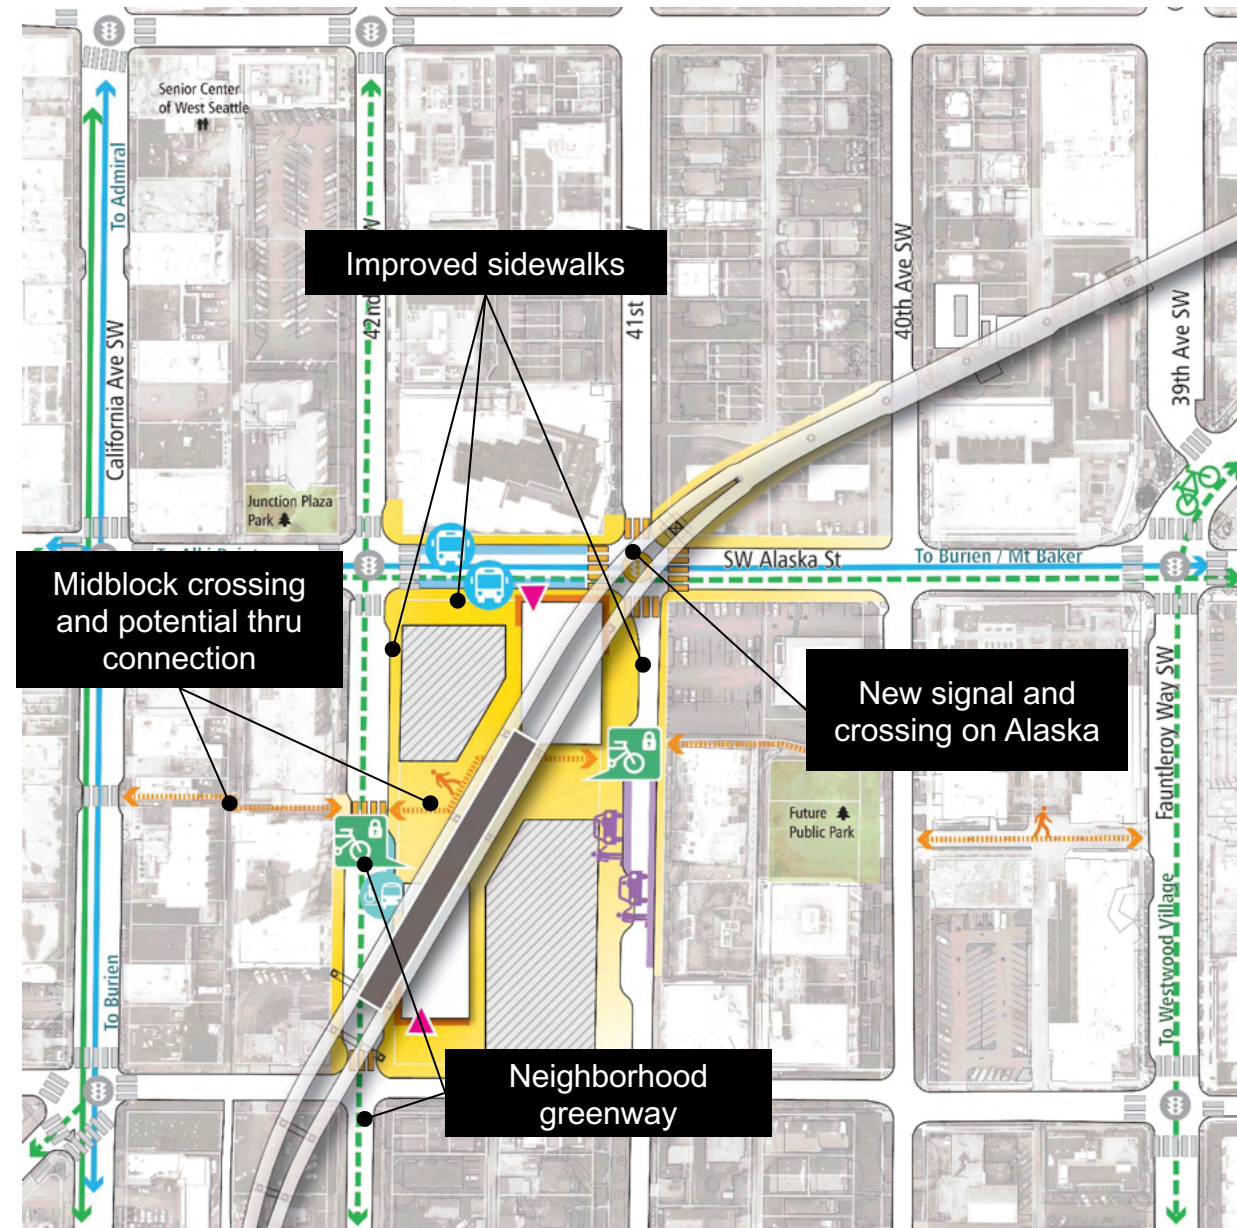 Senior Center
of West Seattle
To Admiral
California Ave SW
42nd
W
Improved sidewalks
41st
40th Ave SW
39th Ave SW
Junction Plaza
Park
SW Alaska St
To Burien / Mt Baker
Midblock crossing
and potential thru
connection
New signal and
crossing on Alaska
Fauntleroy Way SW
Future
Public Park
To Burien
To Westwood Village
Neighborhood
greenway